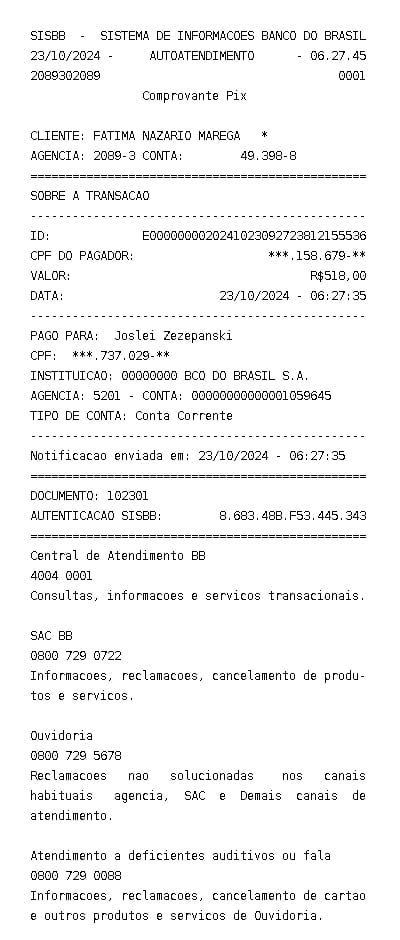 SISBB - SISTEMA DE INFORMACOES BANCO DO BRASIL
23/10/2024 - AUTOATENDIMENTO - 06.27.45
2089302089 0001
Comprovante Pix
CLIENTE: FATIMA NAZARIO MAREGA *
AGENCIA: 2089-3 CONTA: 49.398-8
================================================
SOBRE A TRANSACAO
------------------------------------------------
ID: E0000000020241023092723812155536
CPF DO PAGADOR: ***.158.679-**
VALOR: R$518,00
DATA: 23/10/2024 - 06:27:35
------------------------------------------------
PAGO PARA: Joslei Zezepanski
CPF: ***.737.029-**
INSTITUICAO: 00000000 BCO DO BRASIL S.A.
AGENCIA: 5201 - CONTA: 00000000000001059645
TIPO DE CONTA: Conta Corrente
------------------------------------------------
Notificacao enviada em: 23/10/2024 - 06:27:35
================================================
DOCUMENTO: 102301
AUTENTICACAO SISBB: 8.683.48B.F53.445.343
================================================
Central de Atendimento BB
4004 0001
Consultas, informacoes e servicos transacionais.
SAC BB
0800 729 0722
Informacoes, reclamacoes, cancelamento de produ-
tos e servicos.
Ouvidoria
0800 729 5678
Reclamacoes nao solucionadas nos canais
habituais agencia, SAC e Demais canais de
atendimento.
Atendimento a deficientes auditivos ou fala
0800 729 0088
Informacoes, reclamacoes, cancelamento de cartao
e outros produtos e servicos de Ouvidoria.